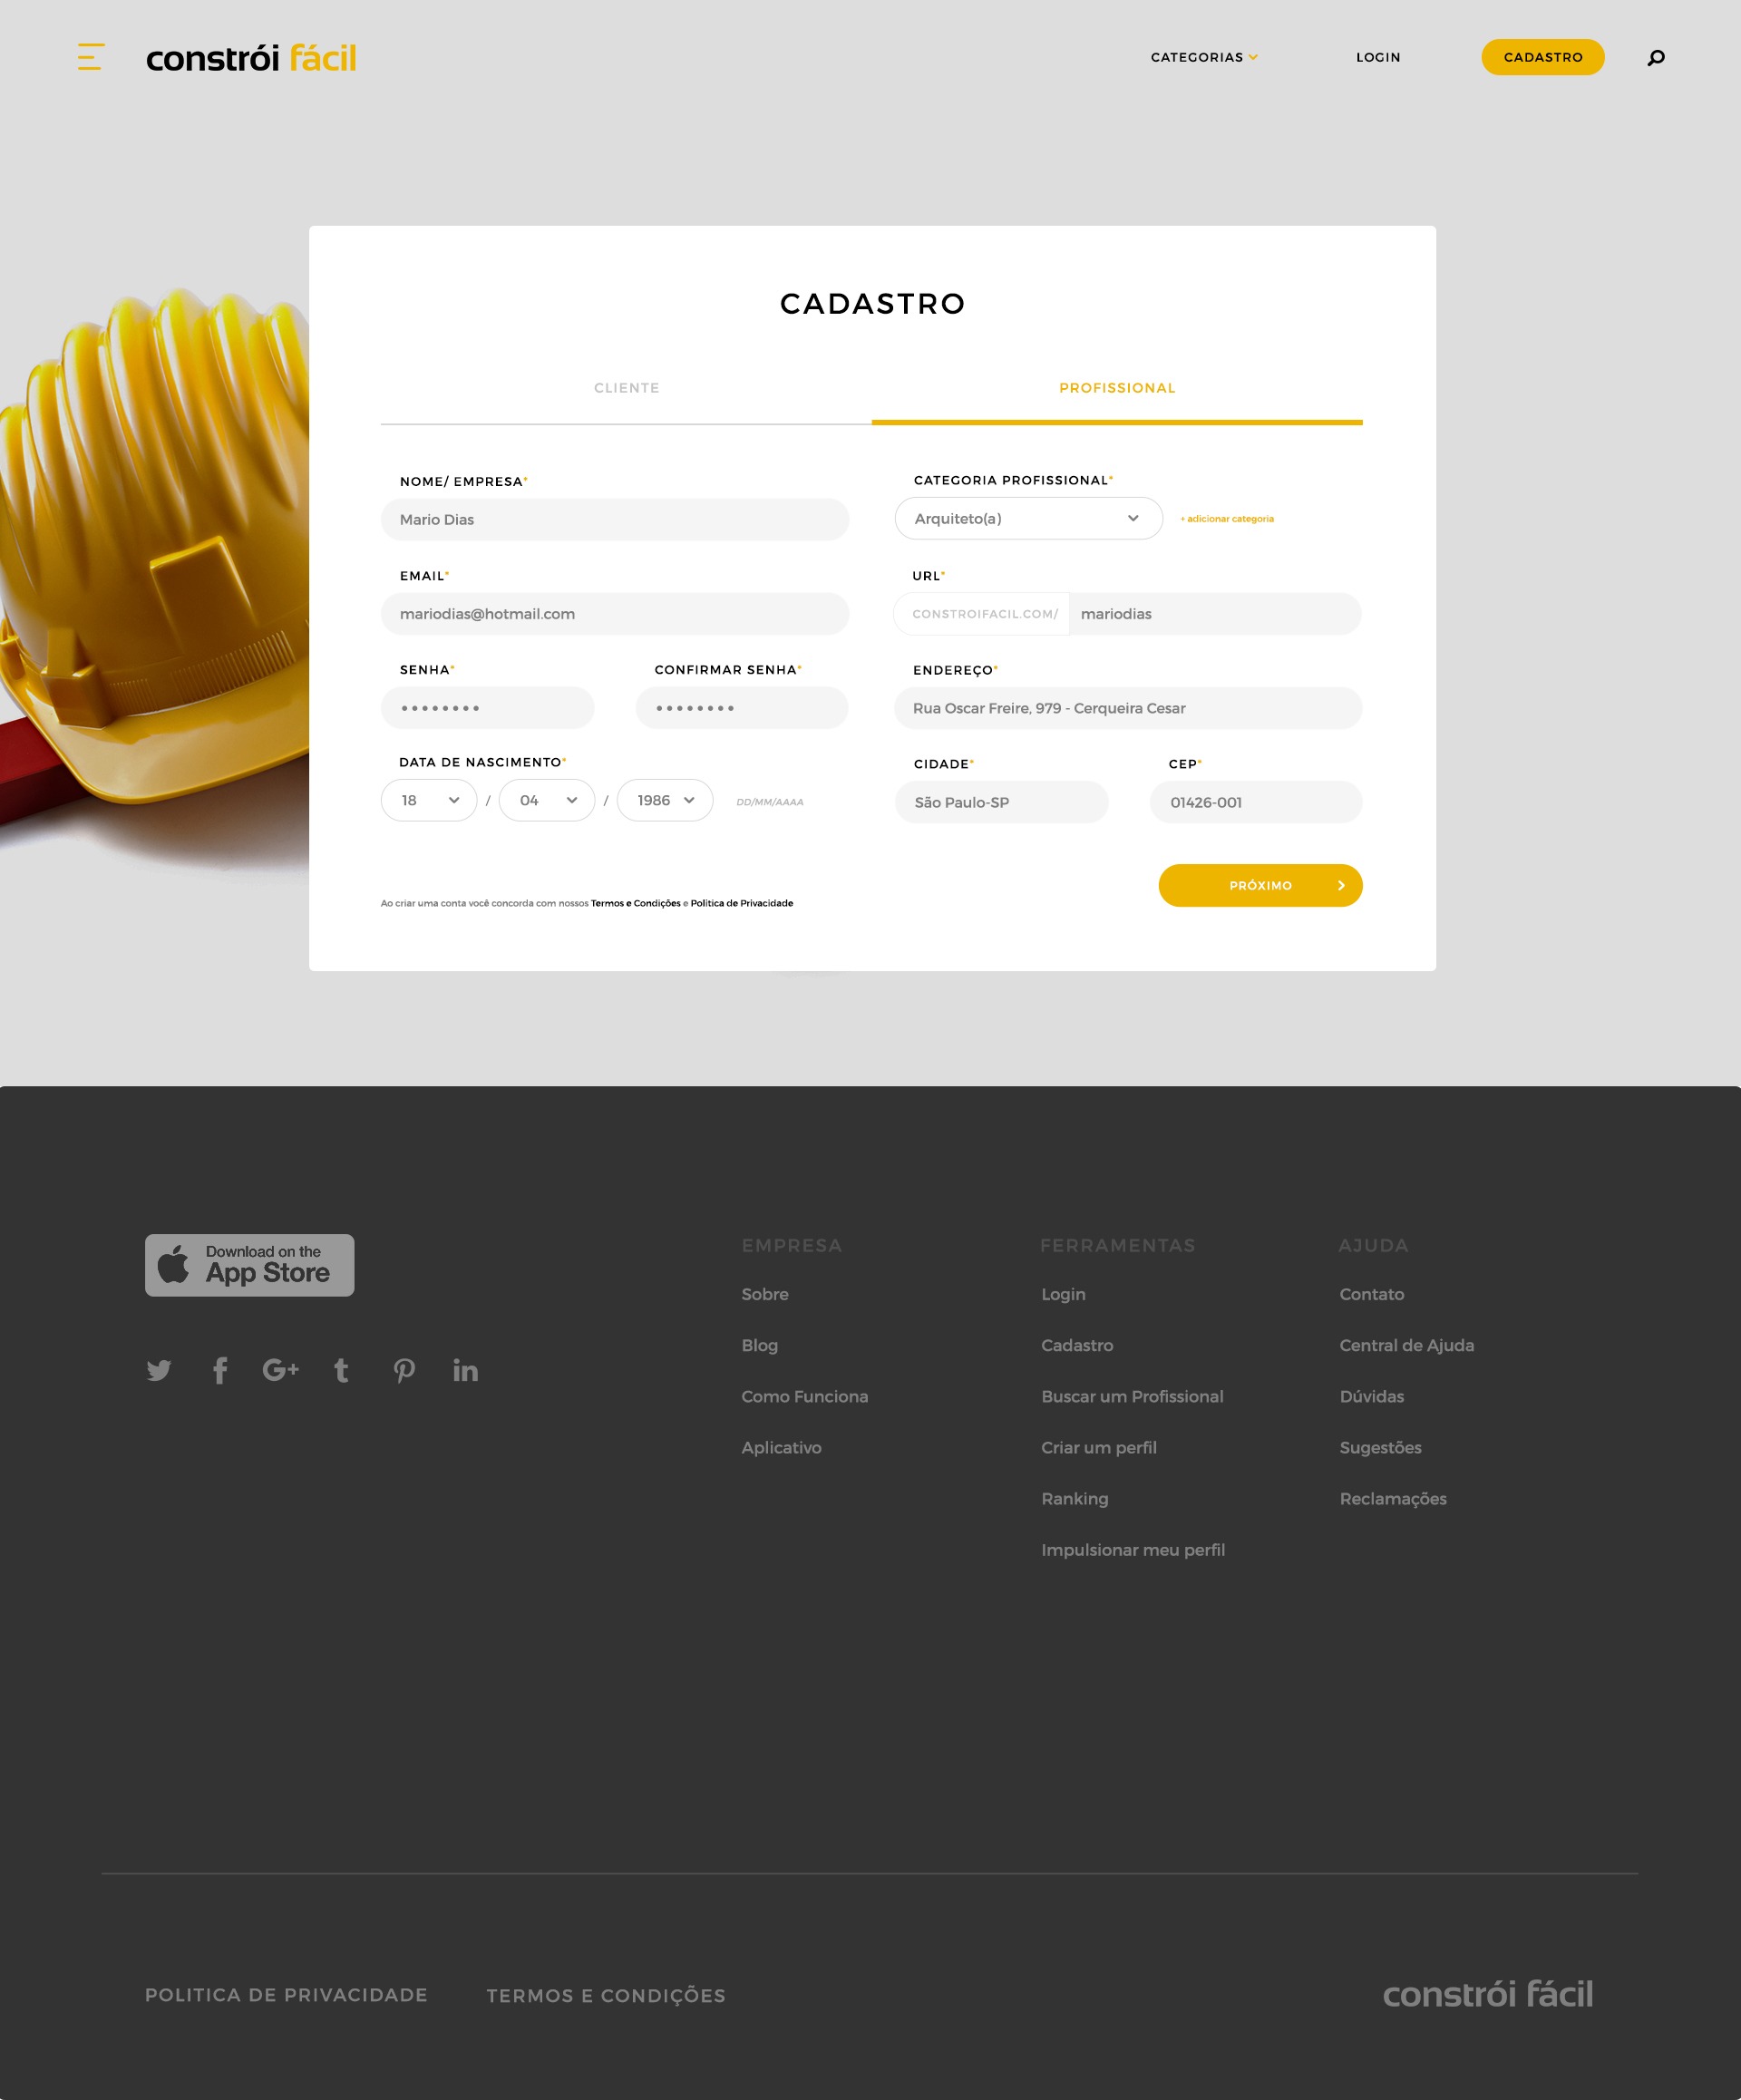 constrói fácil
CATEGORIAS
LOGIN
CADASTRO
CADASTRO
CLIENTE
PROFISSIONAL
NOME/ EMPRESA*
Mario Dias
CATEGORIA PROFISSIONAL*
Arquiteto(a)
+ adicionar categoria
EMAIL*
mariodias@hotmail.com
URL*
CONSTROIFACIL.COM/ mariodias
SENHA*
CONFIRMAR SENHA*
ENDEREÇO*
Rua Oscar Freire, 979 - Cerqueira Cesar
DATA DE NASCIMENTO*
18 / 04 / 1986 DD/MM/AAAA
CIDADE*
São Paulo-SP
CEP*
01426-001
Ao criar uma conta você concorda com nossos Termos e Condições e Politica de Privacidade
PRÓXIMO
Download on the
App Store
EMPRESA
Sobre
Blog
Como Funciona
Aplicativo
FERRAMENTAS
Login
Cadastro
Buscar um Profissional
Criar um perfil
Ranking
Impulsionar meu perfil
AJUDA
Contato
Central de Ajuda
Dúvidas
Sugestões
Reclamações
POLITICA DE PRIVACIDADE
TERMOS E CONDIÇÕES
constrói fácil